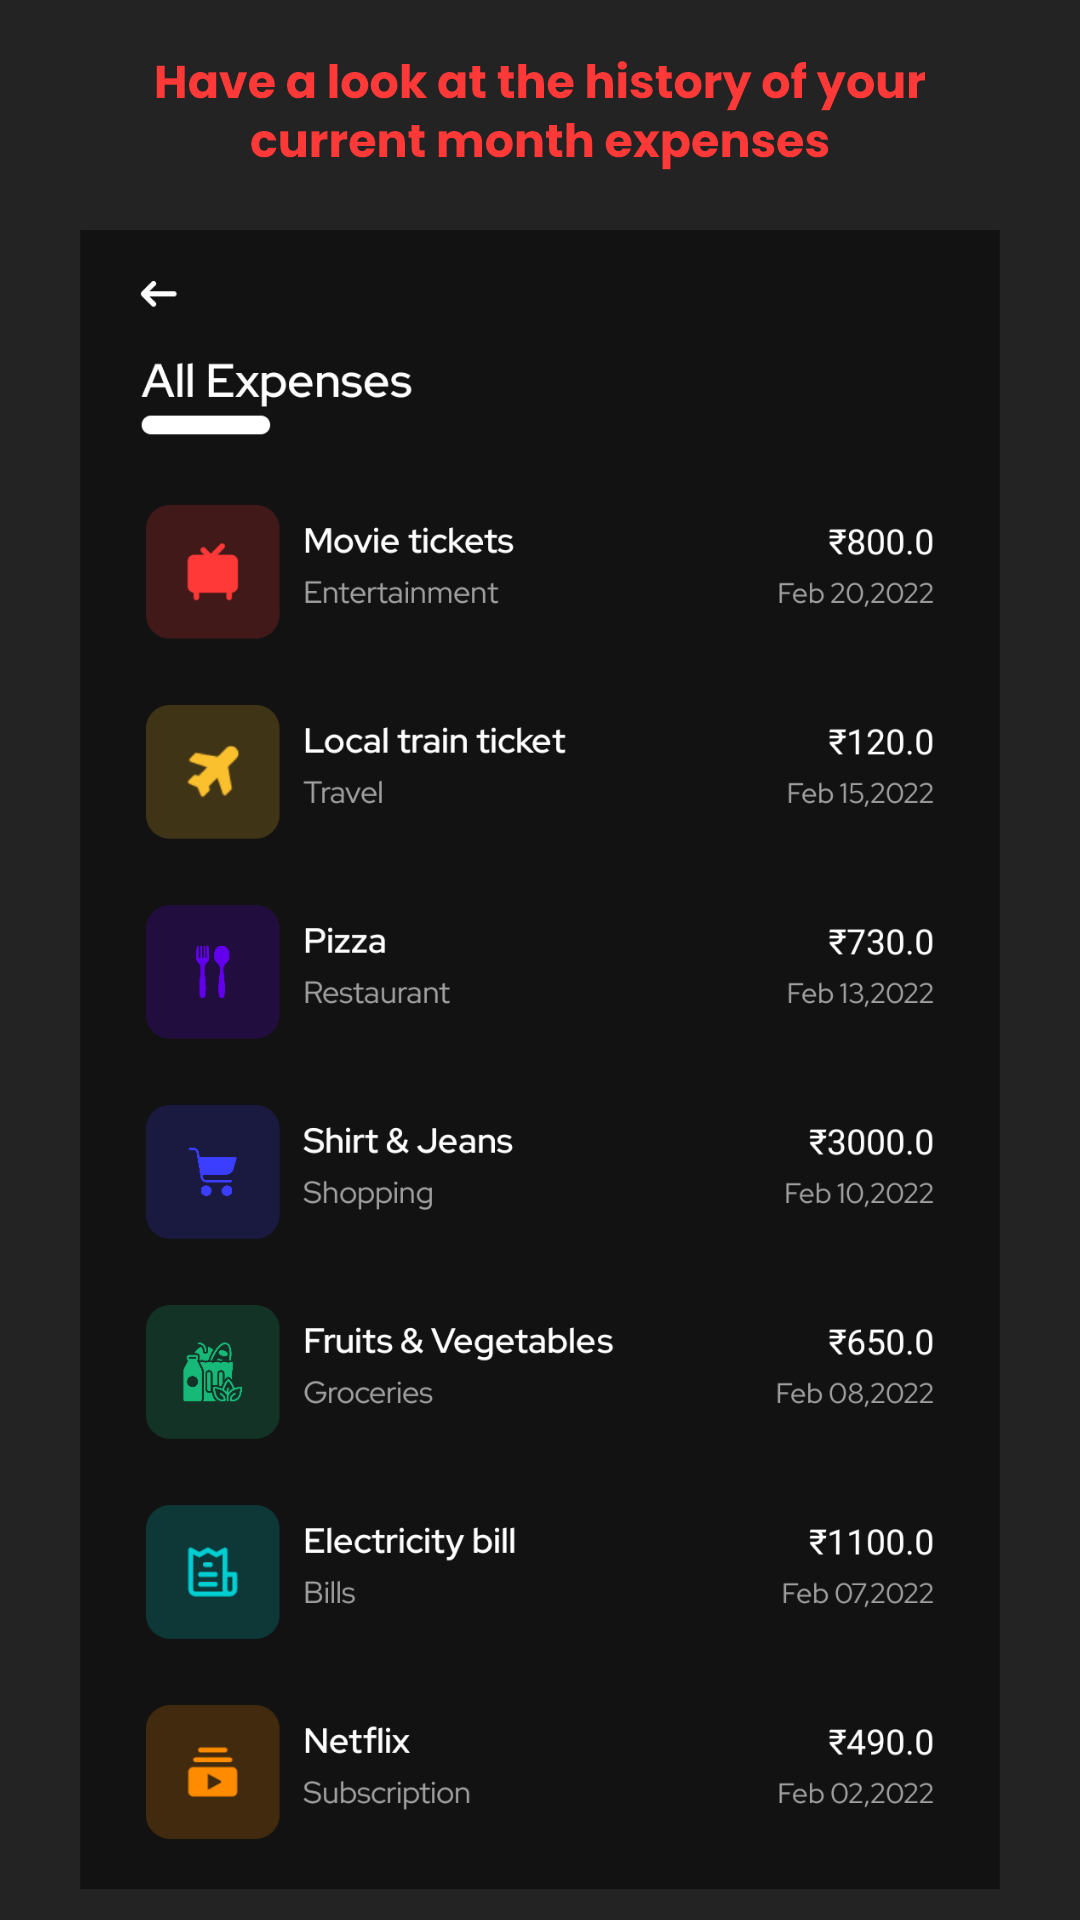 Have a look at the history of your
current month expenses
All Expenses
Movie tickets ₹800.0
Entertainment Feb 20,2022
Local train ticket ₹120.0
Travel Feb 15,2022
Pizza ₹730.0
Restaurant Feb 13,2022
Shirt & Jeans ₹3000.0
Shopping Feb 10,2022
Fruits & Vegetables ₹650.0
Groceries Feb 08,2022
Electricity bill ₹1100.0
Bills Feb 07,2022
Netflix ₹490.0
Subscription Feb 02,2022